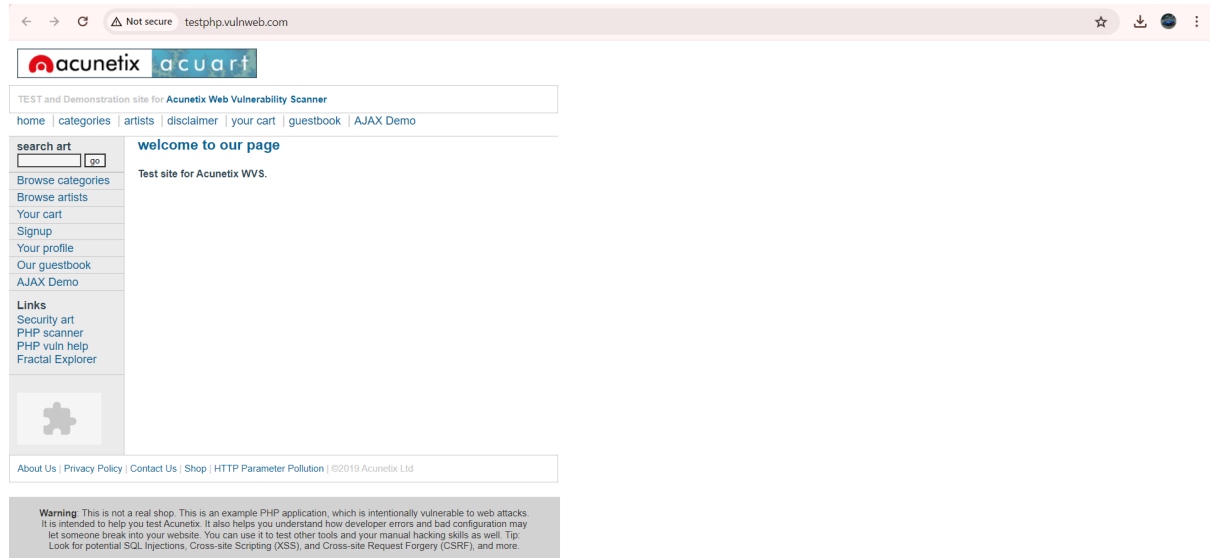 Not secure testphp.vulnweb.com
acunetix acuart
TEST and Demonstration site for Acunetix Web Vulnerability Scanner
home | categories | artists | disclaimer | your cart | guestbook | AJAX Demo
search art
go
Browse categories
Browse artists
Your cart
Signup
Your profile
Our guestbook
AJAX Demo
Links
Security art
PHP scanner
PHP vuln help
Fractal Explorer
welcome to our page
Test site for Acunetix WVS.
About Us | Privacy Policy | Contact Us | Shop | HTTP Parameter Pollution | ©2019 Acunetix Ltd
Warning: This is not a real shop. This is an example PHP application, which is intentionally vulnerable to web attacks.
It is intended to help you test Acunetix. It also helps you understand how developer errors and bad configuration may
let someone break into your website. You can use it to test other tools and your manual hacking skills as well. Tip:
Look for potential SQL Injections, Cross-site Scripting (XSS), and Cross-site Request Forgery (CSRF), and more.